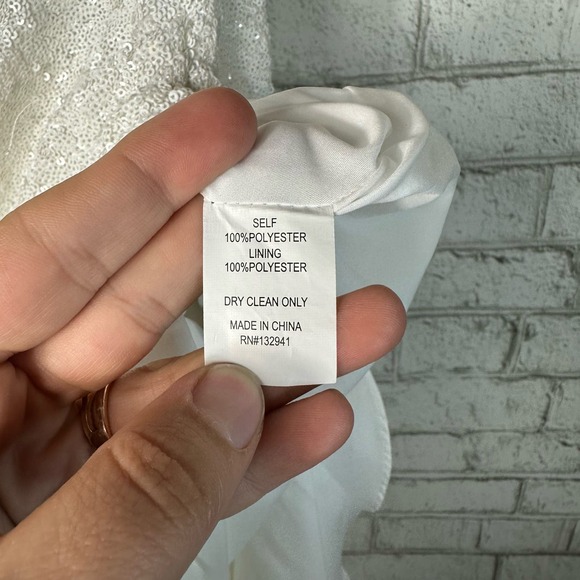 SELF
100%POLYESTER
LINING
100%POLYESTER
DRY CLEAN ONLY
MADE IN CHINA
RN#132941